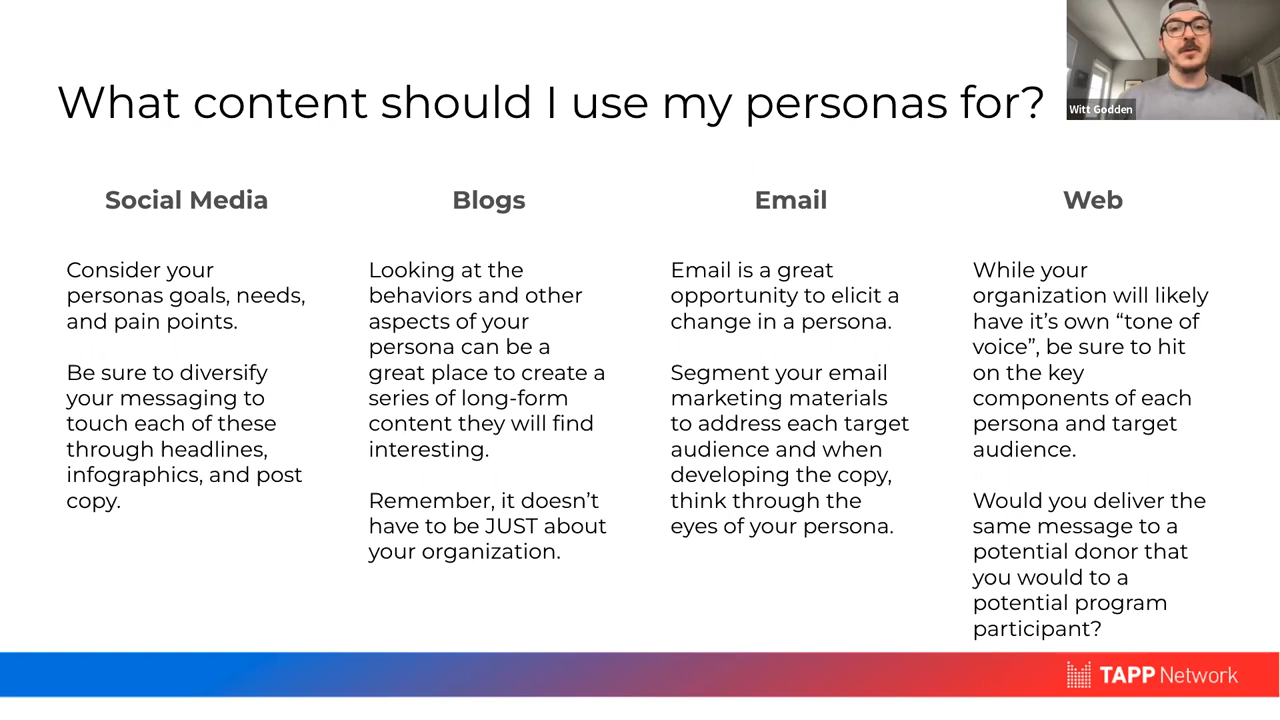 What content should I use my personas for?
Witt Godden
Social Media
Consider your
personas goals, needs,
and pain points.
Be sure to diversify
your messaging to
touch each of these
through headlines,
infographics, and post
copy.
Blogs
Looking at the
behaviors and other
aspects of your
persona can be a
great place to create a
series of long-form
content they will find
interesting.
Remember, it doesn't
have to be JUST about
your organization.
Email
Email is a great
opportunity to elicit a
change in a persona.
Segment your email
marketing materials
to address each target
audience and when
developing the copy,
think through the
eyes of your persona.
Web
While your
organization will likely
have it's own “tone of
voice”, be sure to hit
on the key
components of each
persona and target
audience.
Would you deliver the
same message to a
potential donor that
you would to a
potential program
participant?
TAPP Network